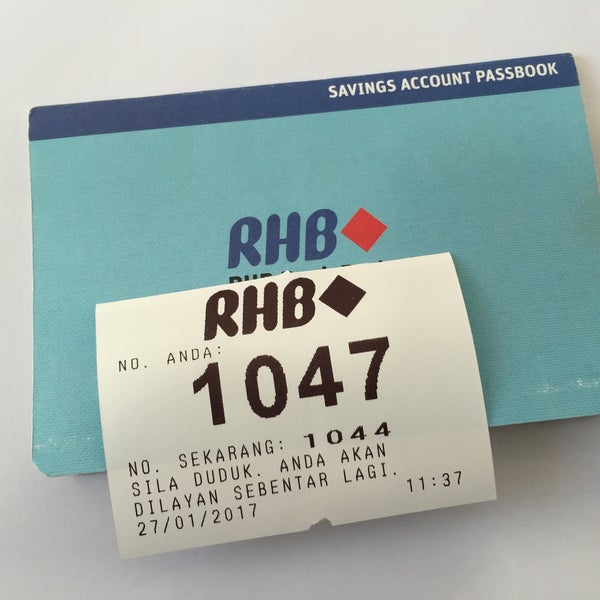 SAVINGS ACCOUNT PASSBOOK
RHB
RHB
NO. ANDA:
1047
NO. SEKARANG: 1044
SILA DUDUK. ANDA AKAN
DILAYAN SEBENTAR LAGI.
27/01/2017 11:37